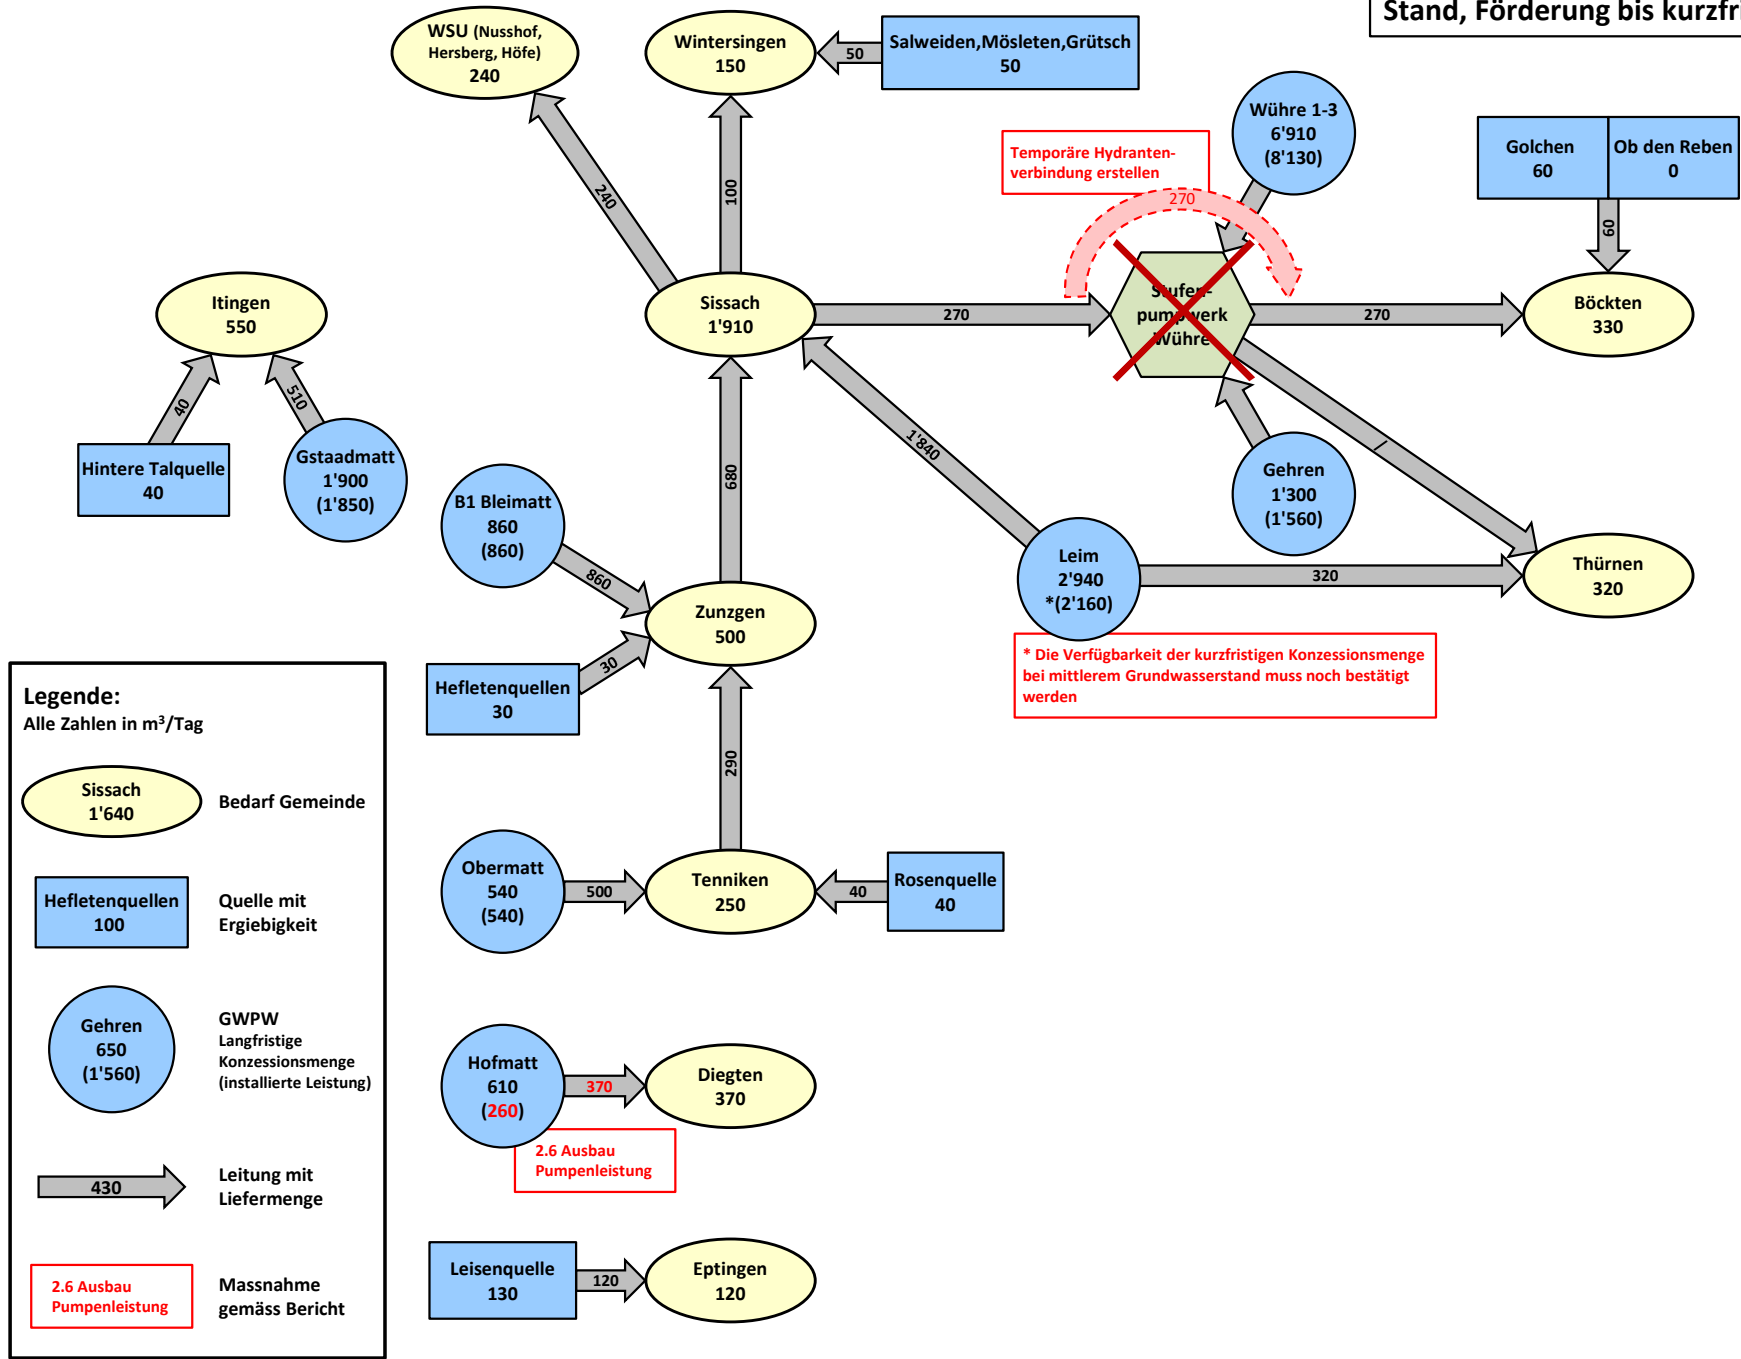 Stand, Förderung bis kurzfri
WSU (Nusshof,
Hersberg, Höfe)
240
Wintersingen
150
50
Salweiden,Mösleten,Grütsch
50
Wühre 1-3
6'910
(8'130)
Golchen
60
Ob den Reben
0
Temporäre Hydranten-
verbindung erstellen
270
240
100
60
Itingen
550
Sissach
1'910
270
Stufen-
pumpwerk
Wühre
270
Böckten
330
40
510
Hintere Talquelle
40
Gstaadmatt
1'900
(1'850)
B1 Bleimatt
860
(860)
680
1'840
/
Gehren
1'300
(1'560)
860
Leim
2'940
*(2'160)
320
Thürnen
320
Zunzgen
500
30
Hefletenquellen
30
* Die Verfügbarkeit der kurzfristigen Konzessionsmenge
bei mittlerem Grundwasserstand muss noch bestätigt
werden
290
Obermatt
540
(540)
500
Tenniken
250
40
Rosenquelle
40
Hofmatt
610
(260)
370
Diegten
370
2.6 Ausbau
Pumpenleistung
Leisenquelle
130
120
Eptingen
120
Legende:
Alle Zahlen in m³/Tag
Sissach
1'640
Bedarf Gemeinde
Hefletenquellen
100
Quelle mit
Ergiebigkeit
Gehren
650
(1'560)
GWPW
Langfristige
Konzessionsmenge
(installierte Leistung)
430
Leitung mit
Liefermenge
2.6 Ausbau
Pumpenleistung
Massnahme
gemäss Bericht